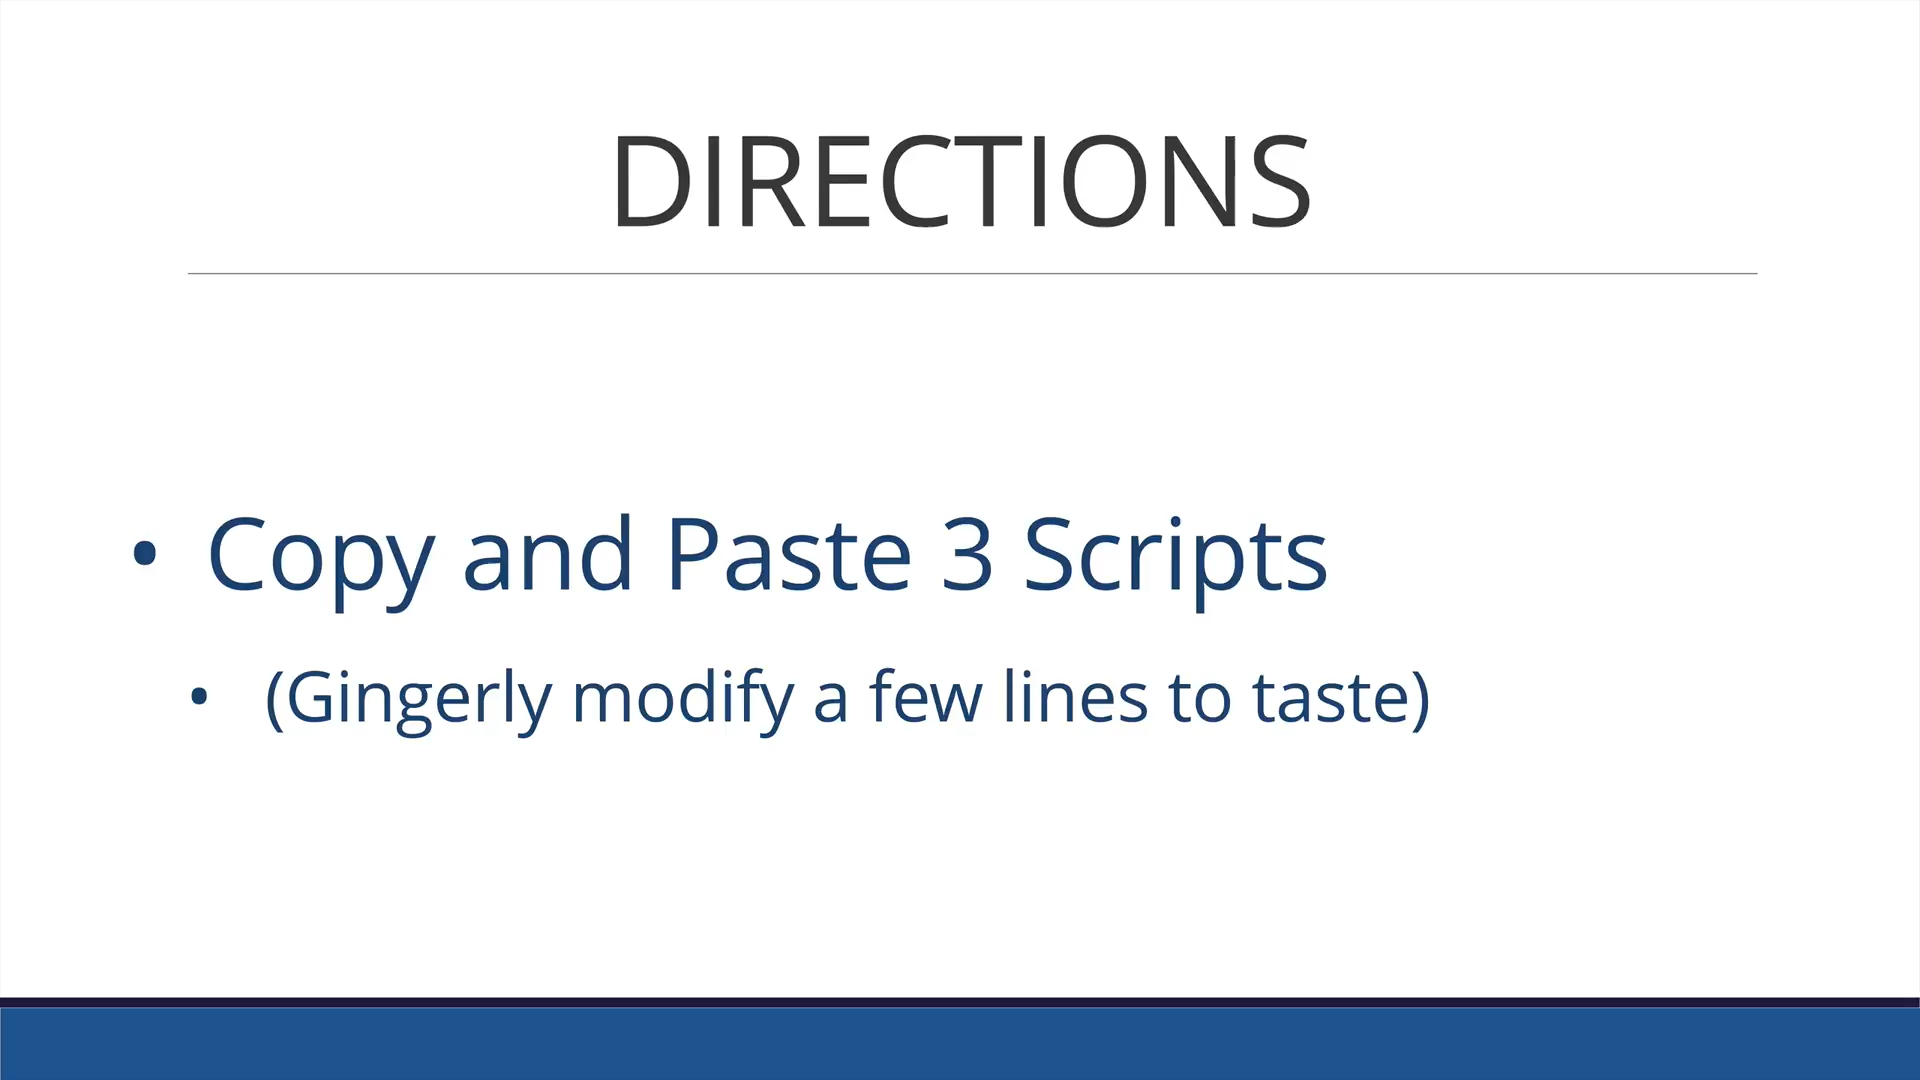 DIRECTIONS
• Copy and Paste 3 Scripts
• (Gingerly modify a few lines to taste)